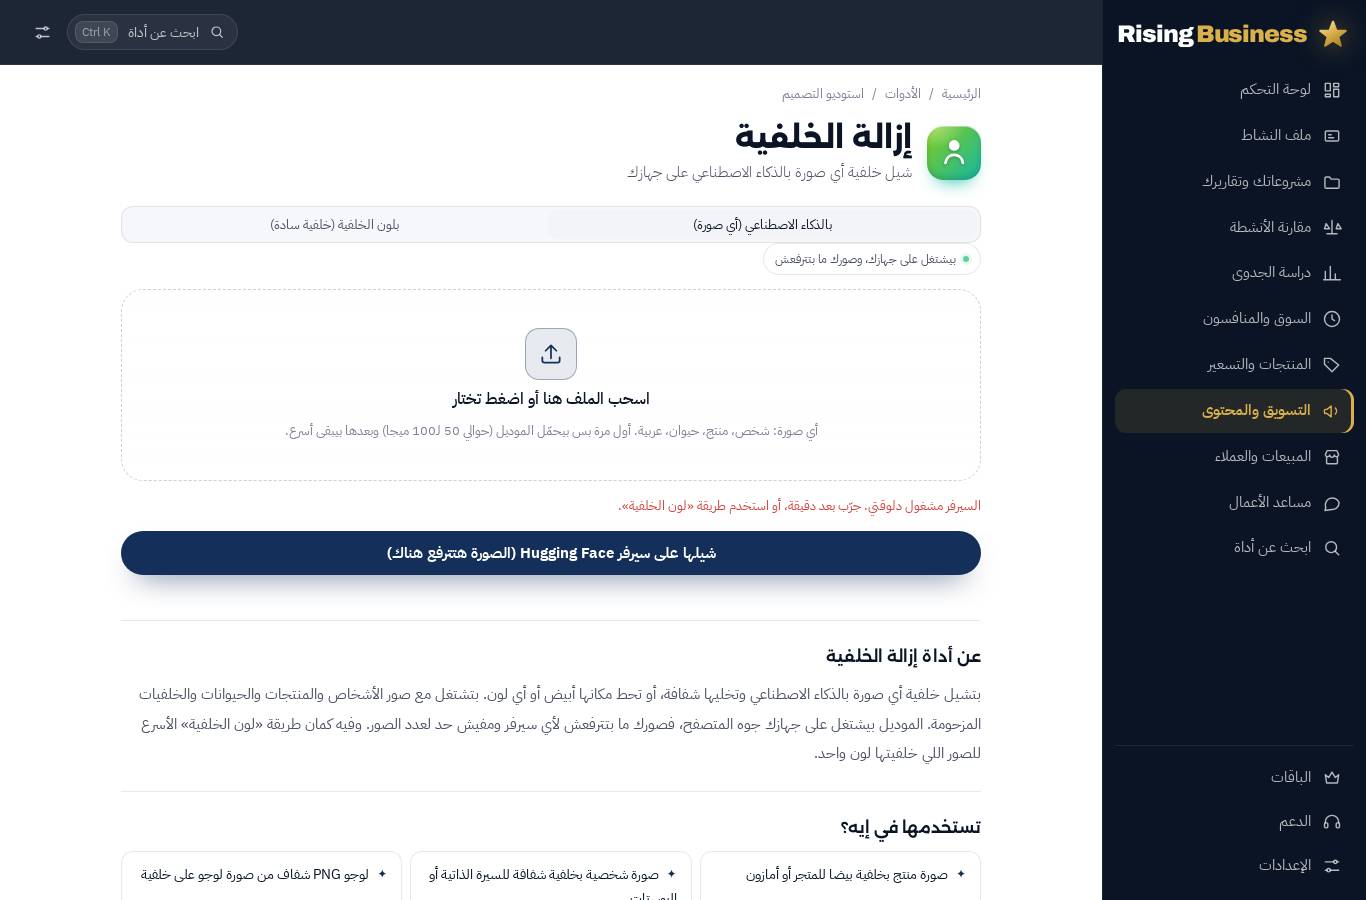 Rising Business
ابحث عن أداة
Ctrl K
لوحة التحكم
ملف النشاط
مشروعاتك وتقاريرك
مقارنة الأنشطة
دراسة الجدوى
السوق والمنافسون
المنتجات والتسعير
التسويق والمحتوى
المبيعات والعملاء
مساعد الأعمال
ابحث عن أداة
الباقات
الدعم
الإعدادات
الرئيسية / الأدوات / استوديو التصميم
إزالة الخلفية
شيل خلفية أي صورة بالذكاء الاصطناعي على جهازك
بالذكاء الاصطناعي (أي صورة)
بلون الخلفية (خلفية سادة)
بيشتغل على جهازك، وصورك ما بتترفعش
اسحب الملف هنا أو اضغط تختار
أي صورة: شخص، منتج، حيوان، عربية. أول مرة بس بيحمّل الموديل (حوالي 50 لـ100 ميجا) وبعدها بيبقى أسرع.
السيرفر مشغول دلوقتي. جرّب بعد دقيقة، أو استخدم طريقة «لون الخلفية».
شيلها على سيرفر Hugging Face (الصورة هتترفع هناك)
عن أداة إزالة الخلفية
بتشيل خلفية أي صورة بالذكاء الاصطناعي وتخليها شفافة، أو تحط مكانها أبيض أو أي لون. بتشتغل مع صور الأشخاص والمنتجات والحيوانات والخلفيات
المزحومة. الموديل بيشتغل على جهازك جوه المتصفح، فصورك ما بتترفعش لأي سيرفر ومفيش حد لعدد الصور. وفيه كمان طريقة «لون الخلفية» الأسرع
للصور اللي خلفيتها لون واحد.
تستخدمها في إيه؟
✦ صورة منتج بخلفية بيضا للمتجر أو أمازون
✦ صورة شخصية بخلفية شفافة للسيرة الذاتية أو
البوستات
✦ لوجو PNG شفاف من صورة لوجو على خلفية